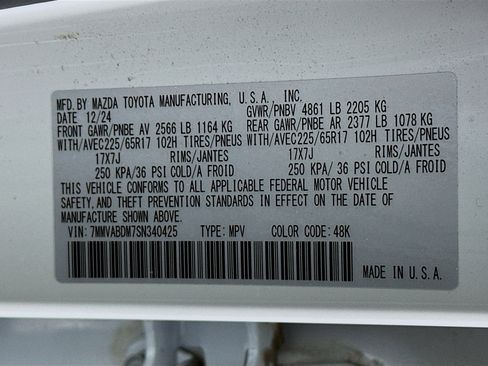 MFD. BY MAZDA TOYOTA MANUFACTURING, U.S.A. INC.
DATE 12/24 GVWR/PNBV 4861 LB 2205 KG
FRONT GAWR/PNBE AV 2566 LB 1164 KG REAR GAWR/PNBE AR 2377 LB 1078 KG
WITH/AVEC225/65R17 102H TIRES/PNEUS WITH/AVEC225/65R17 102H TIRES/PNEUS
17X7J RIMS/JANTES 17X7J RIMS/JANTES
250 KPA/36 PSI COLD/A FROID 250 KPA/ 36 PSI COLD/A FROID
THIS VEHICLE CONFORMS TO ALL APPLICABLE FEDERAL MOTOR VEHICLE
SAFETY, AND THEFT PREVENTION STANDARDS IN EFFECT ON THE DATE OF
MANUFACTURE SHOWN ABOVE.
VIN: 7MMVABDM7SN340425 TYPE: MPV COLOR CODE: 48K
MADE IN U.S.A.